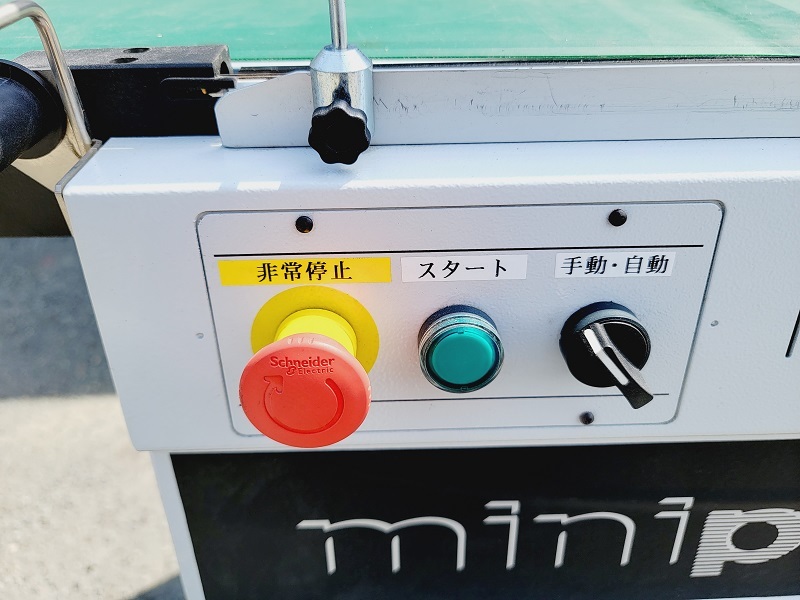 非常停止
スタート
手動・自動
Schneider
Electric
minip